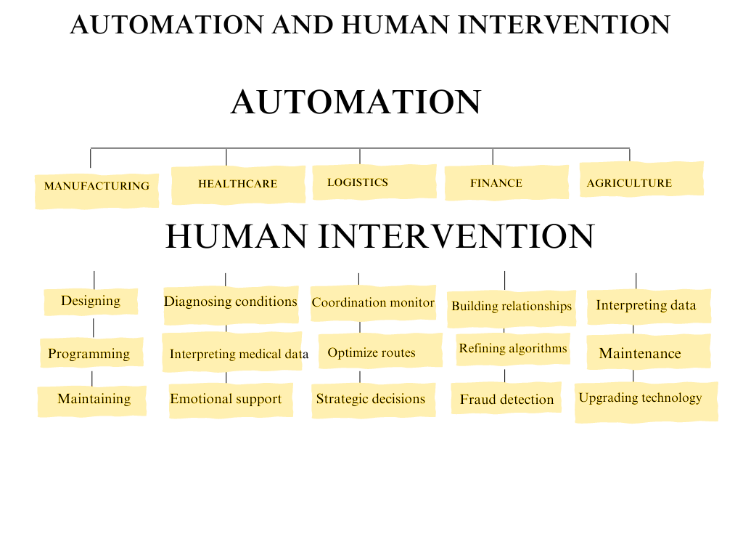 AUTOMATION AND HUMAN INTERVENTION
AUTOMATION
MANUFACTURING
HEALTHCARE
LOGISTICS
FINANCE
AGRICULTURE
HUMAN INTERVENTION
Designing
Diagnosing conditions
Coordination monitor
Building relationships
Interpreting data
Programming
Interpreting medical data
Optimize routes
Refining algorithms
Maintenance
Maintaining
Emotional support
Strategic decisions
Fraud detection
Upgrading technology